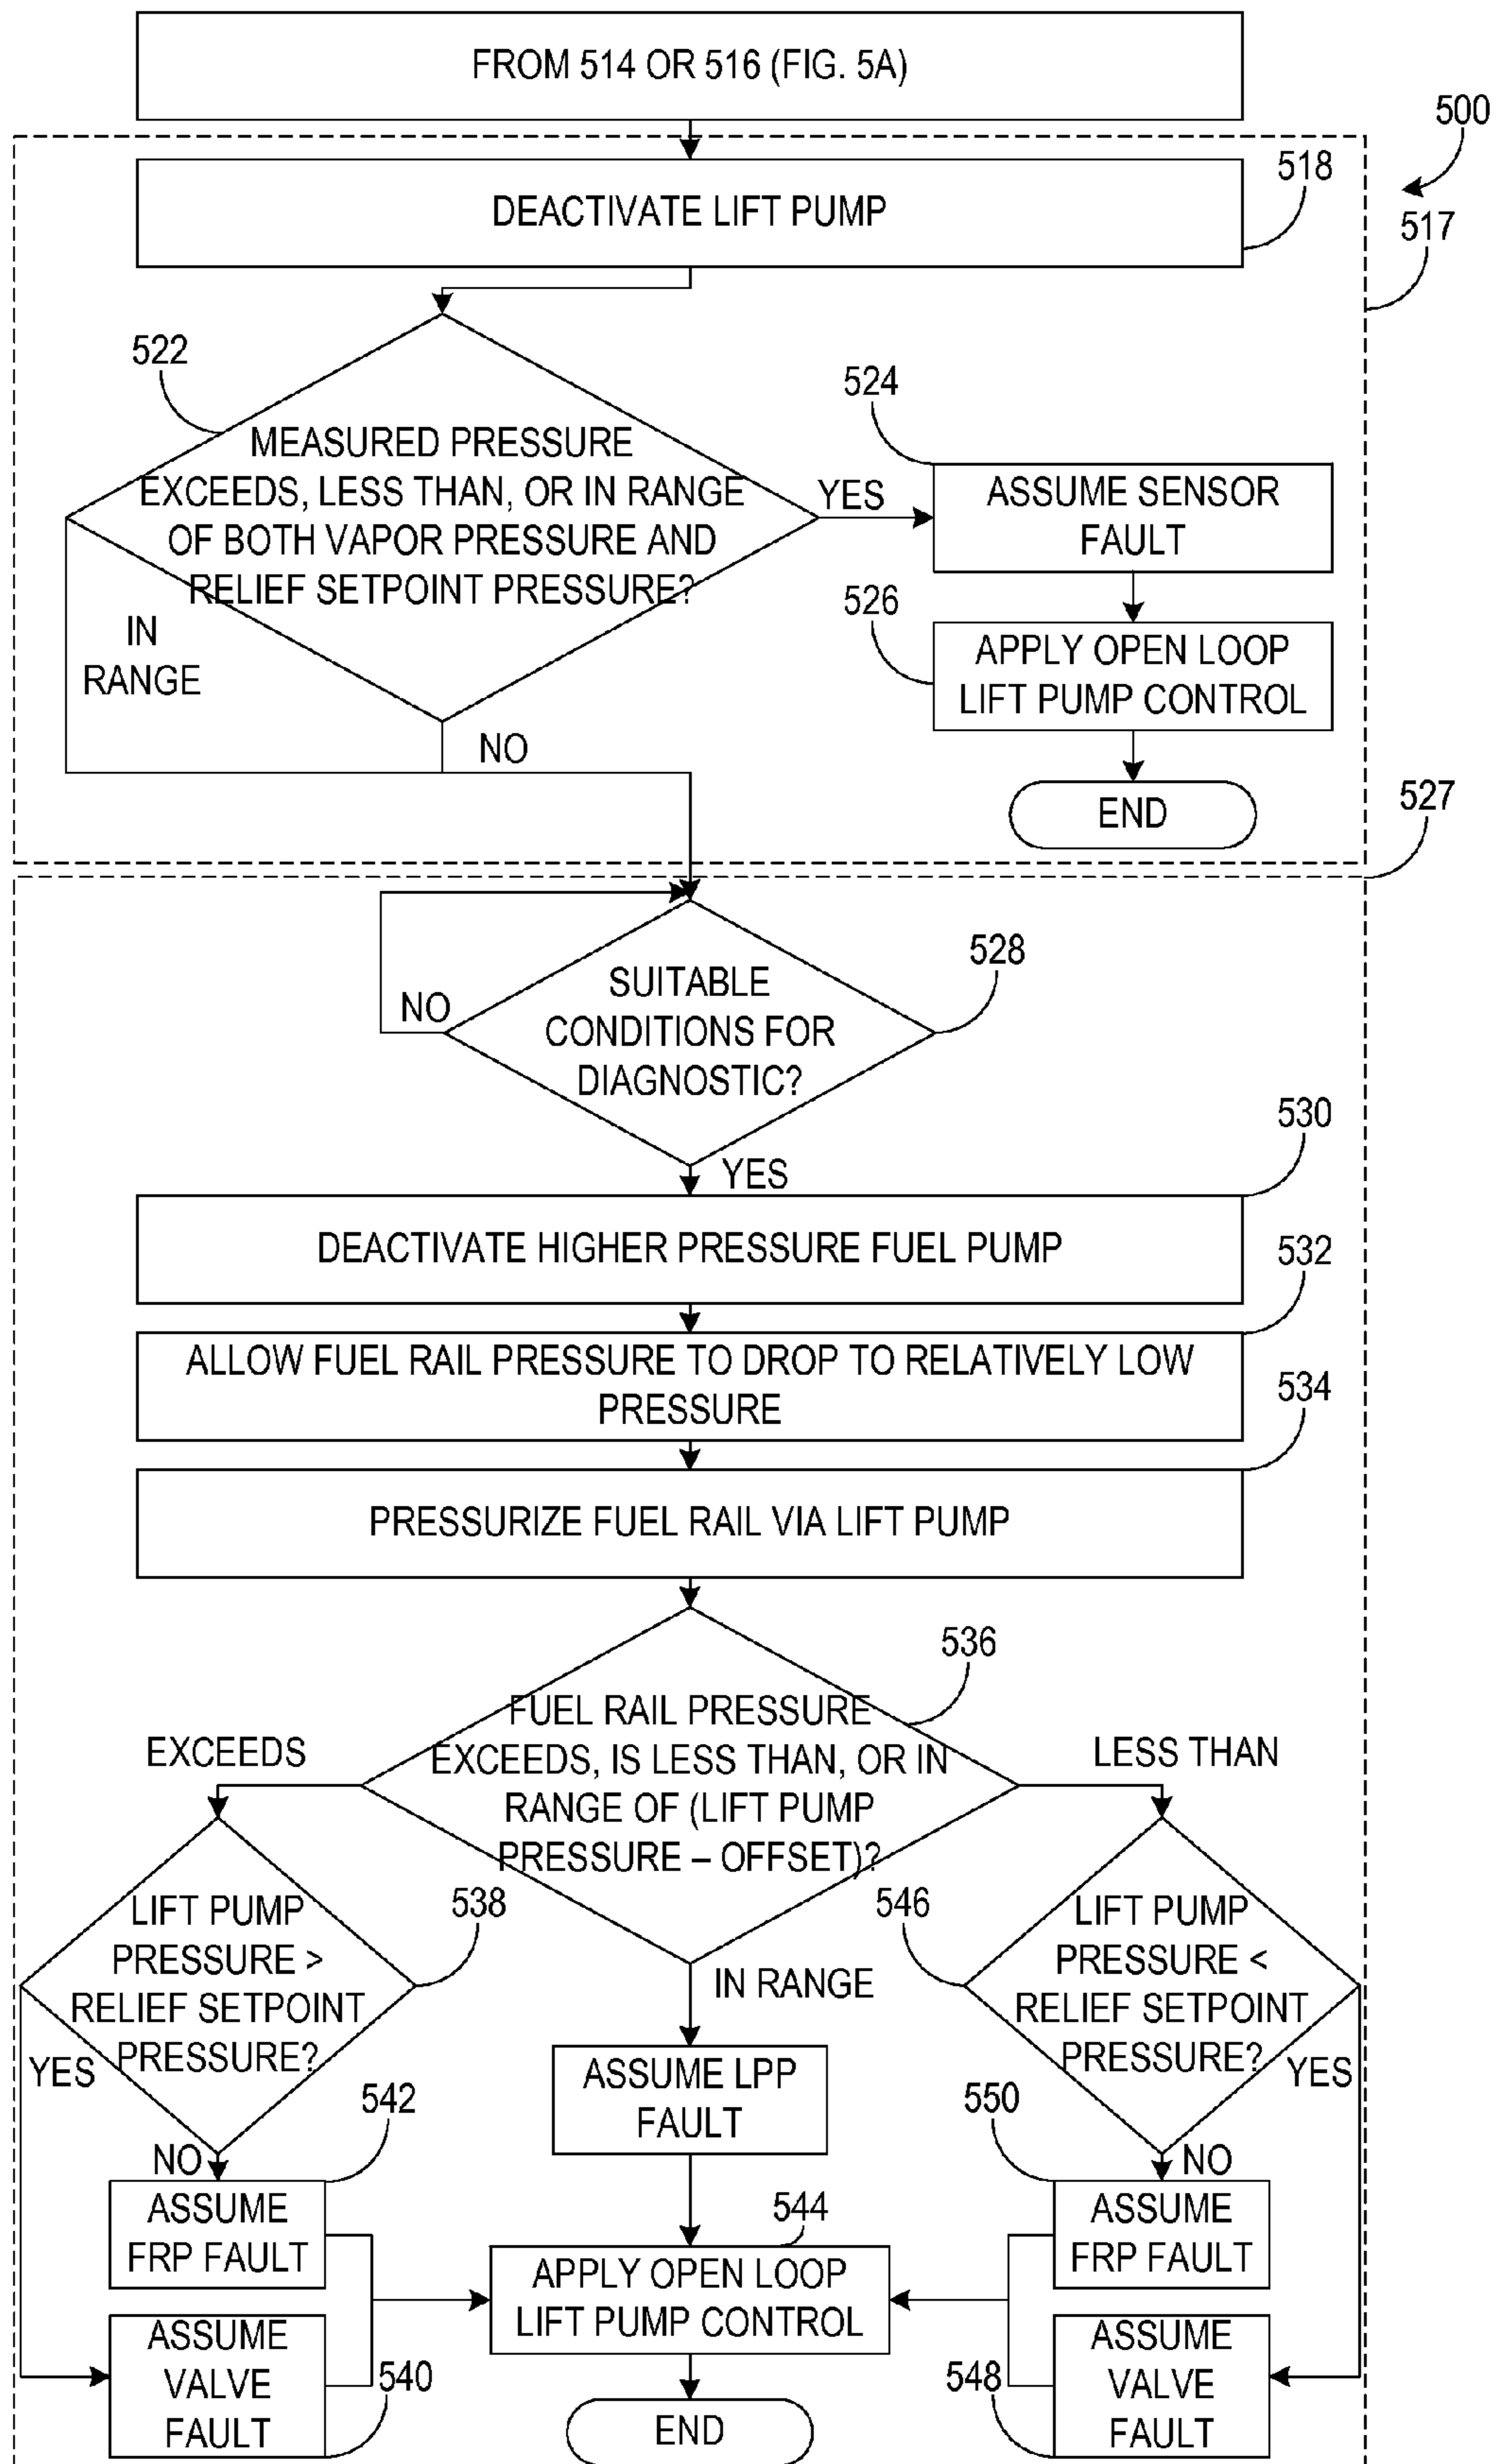 FROM 514 OR 516 (FIG. 5A)
500
518
DEACTIVATE LIFT PUMP
517
522
MEASURED PRESSURE
EXCEEDS, LESS THAN, OR IN RANGE
OF BOTH VAPOR PRESSURE AND
RELIEF SETPOINT PRESSURE?
YES
524
ASSUME SENSOR
FAULT
526
APPLY OPEN LOOP
LIFT PUMP CONTROL
IN
RANGE
NO
END
527
528
SUITABLE
CONDITIONS FOR
DIAGNOSTIC?
NO
YES
530
DEACTIVATE HIGHER PRESSURE FUEL PUMP
532
ALLOW FUEL RAIL PRESSURE TO DROP TO RELATIVELY LOW
PRESSURE
534
PRESSURIZE FUEL RAIL VIA LIFT PUMP
536
FUEL RAIL PRESSURE
EXCEEDS, IS LESS THAN, OR IN
RANGE OF (LIFT PUMP
PRESSURE – OFFSET)?
EXCEEDS
LESS THAN
IN RANGE
538
LIFT PUMP
PRESSURE >
RELIEF SETPOINT
PRESSURE?
YES
NO
542
ASSUME
FRP FAULT
ASSUME
VALVE
FAULT
540
ASSUME LPP
FAULT
544
APPLY OPEN LOOP
LIFT PUMP CONTROL
END
546
LIFT PUMP
PRESSURE <
RELIEF SETPOINT
PRESSURE?
YES
NO
550
ASSUME
FRP FAULT
548
ASSUME
VALVE
FAULT